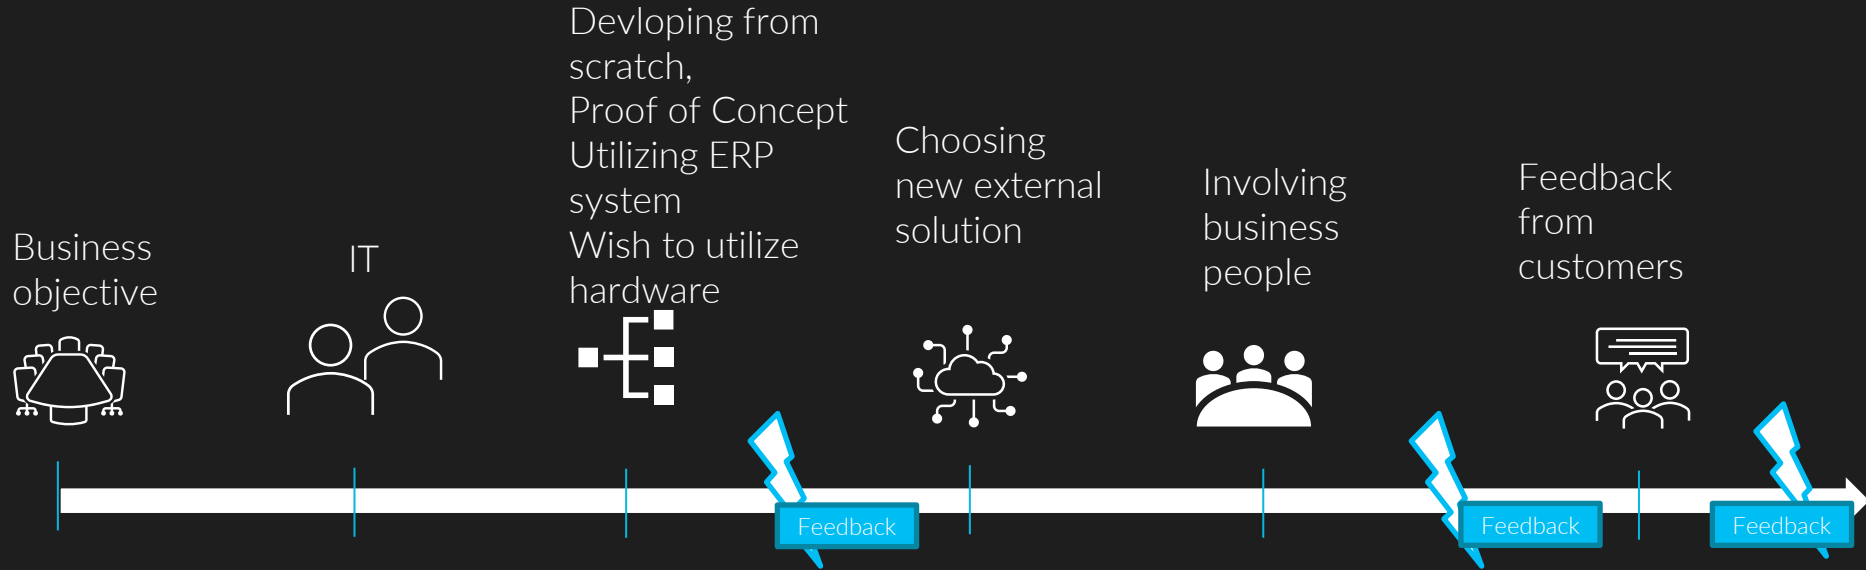 Business
objective
IT
Devloping from
scratch,
Proof of Concept
Utilizing ERP
system
Wish to utilize
hardware
Choosing
new external
solution
Involving
business
people
Feedback
from
customers
Feedback
Feedback
Feedback